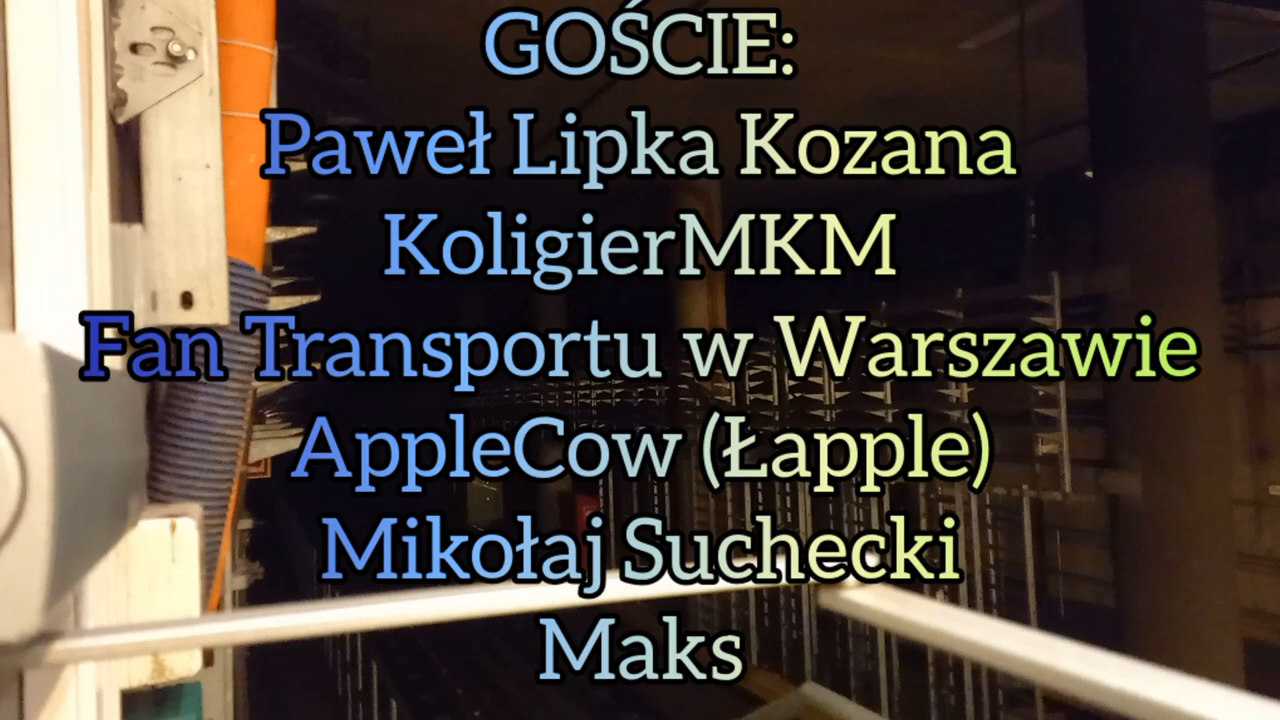 GOŚCIE:
Paweł Lipka Kozana
KoligierMKM
Fan Transportu w Warszawie
AppleCow (Łapple)
Mikołaj Suchecki
Maks